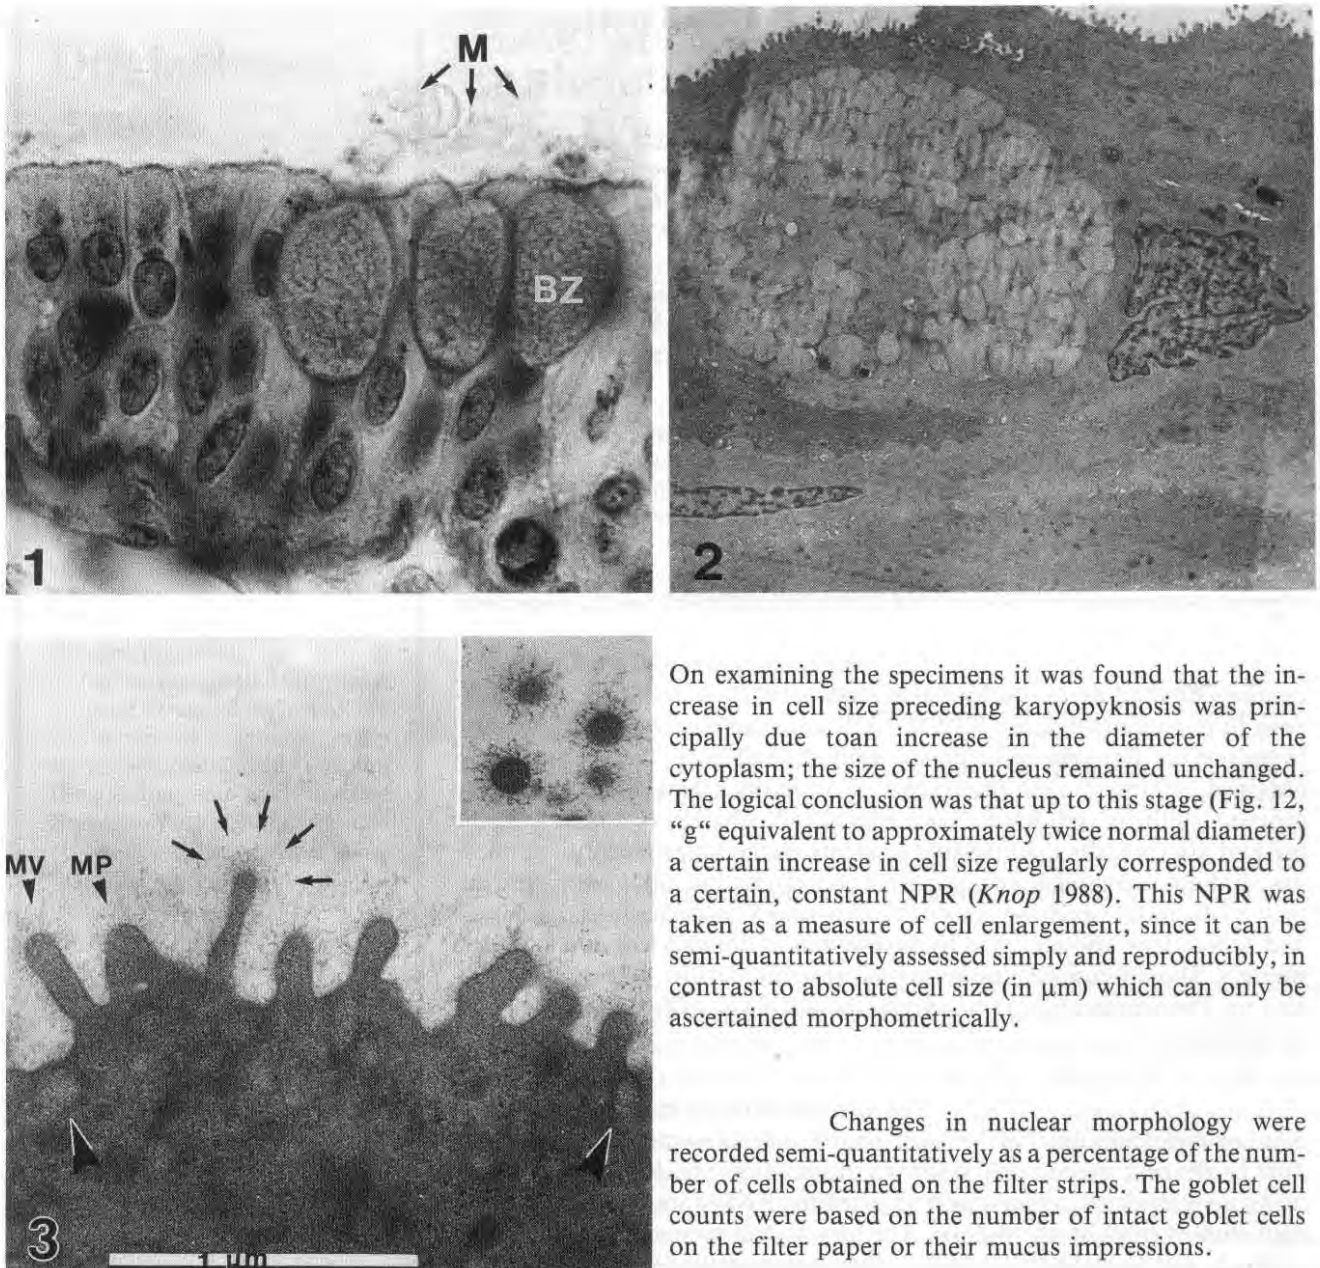 M
BZ
1
2
MV MP
3
1 µm
On examining the specimens it was found that the in-
crease in cell size preceding karyopyknosis was prin-
cipally due toan increase in the diameter of the
cytoplasm; the size of the nucleus remained unchanged.
The logical conclusion was that up to this stage (Fig. 12,
“g“ equivalent to approximately twice normal diameter)
a certain increase in cell size regularly corresponded to
a certain, constant NPR (Knop 1988). This NPR was
taken as a measure of cell enlargement, since it can be
semi-quantitatively assessed simply and reproducibly, in
contrast to absolute cell size (in µm) which can only be
ascertained morphometrically.
Changes in nuclear morphology were
recorded semi-quantitatively as a percentage of the num-
ber of cells obtained on the filter strips. The goblet cell
counts were based on the number of intact goblet cells
on the filter paper or their mucus impressions.